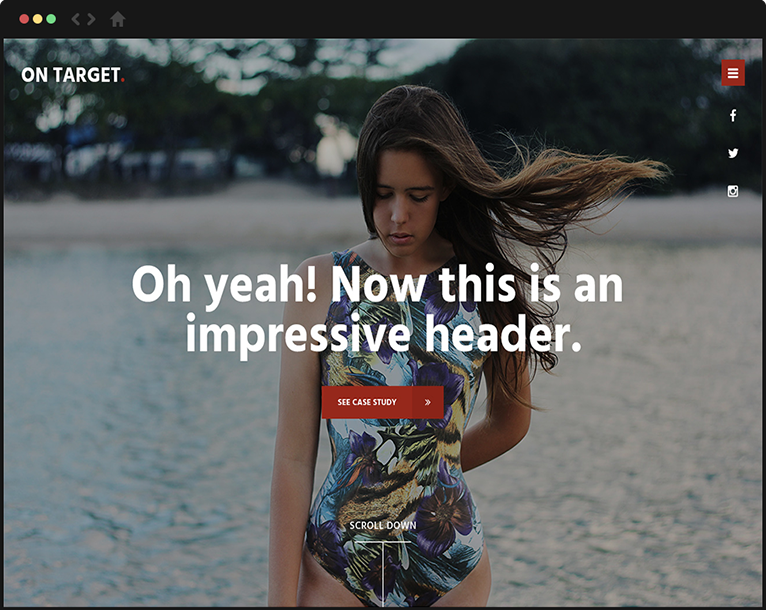 ON TARGET.
Oh yeah! Now this is an
impressive header.
SEE CASE STUDY
SCROLL DOWN